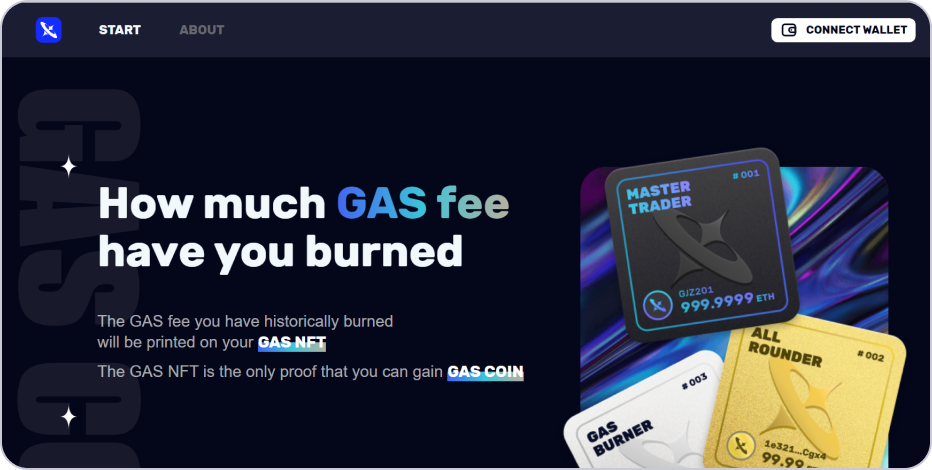 START
ABOUT
CONNECT WALLET
GAS CO
How much GAS fee
have you burned
The GAS fee you have historically burned
will be printed on your GAS NFT
The GAS NFT is the only proof that you can gain GAS COIN
MASTER
TRADER
# 001
GJZ201
999.9999 ETH
ALL
ROUNDER
# 002
1e321...Cgx4
99.99
GAS
BURNER
# 003